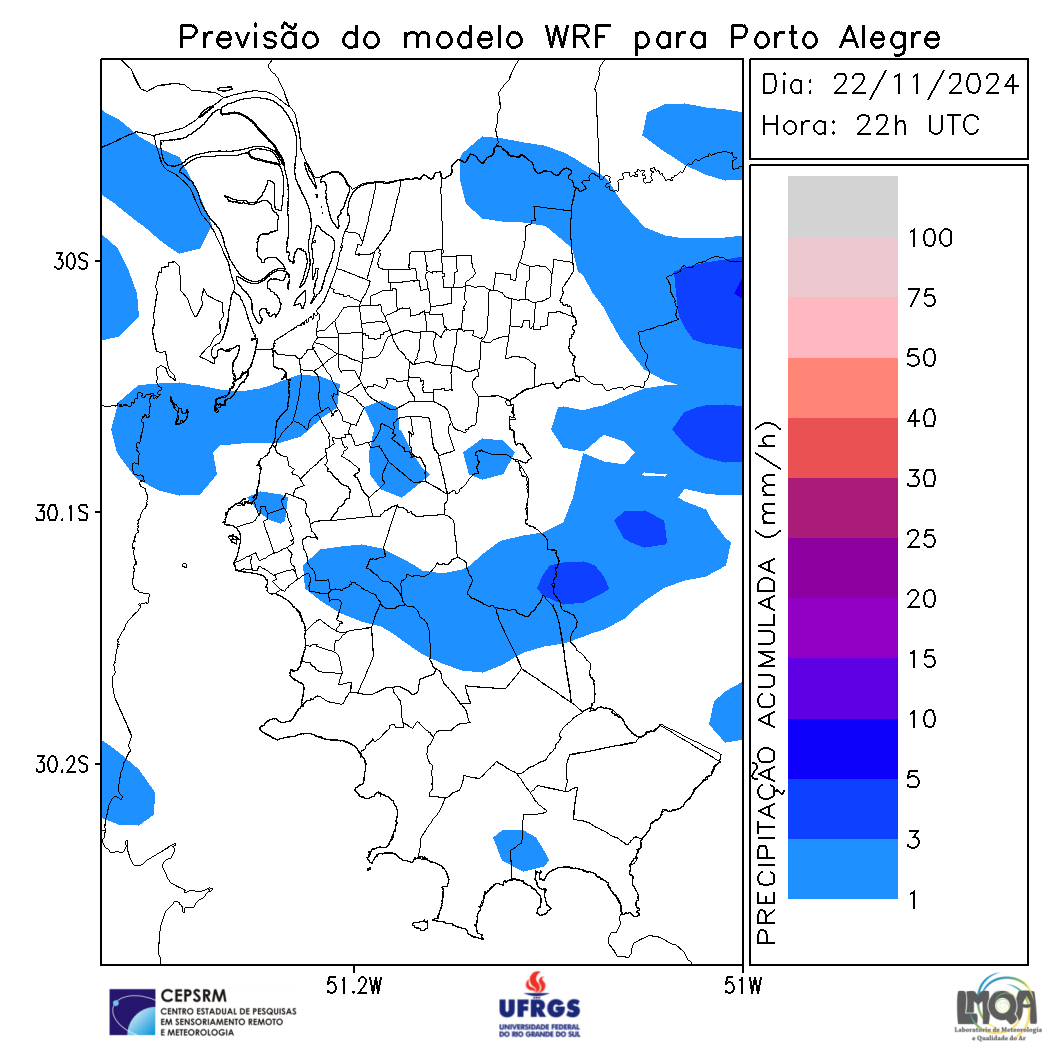 Previsão do modelo WRF para Porto Alegre
Dia: 22/11/2024
Hora: 22h UTC
30S
30.1S
30.2S
51.2W
51W
PRECIPITAÇÃO ACUMULADA (mm/h)
100
75
50
40
30
25
20
15
10
5
3
1
CEPSRM
CENTRO ESTADUAL DE PESQUISAS
EM SENSORIAMENTO REMOTO
E METEOROLOGIA
UFRGS
UNIVERSIDADE FEDERAL
DO RIO GRANDE DO SUL
LMQA
Laboratório de Meteorologia
e Qualidade do Ar